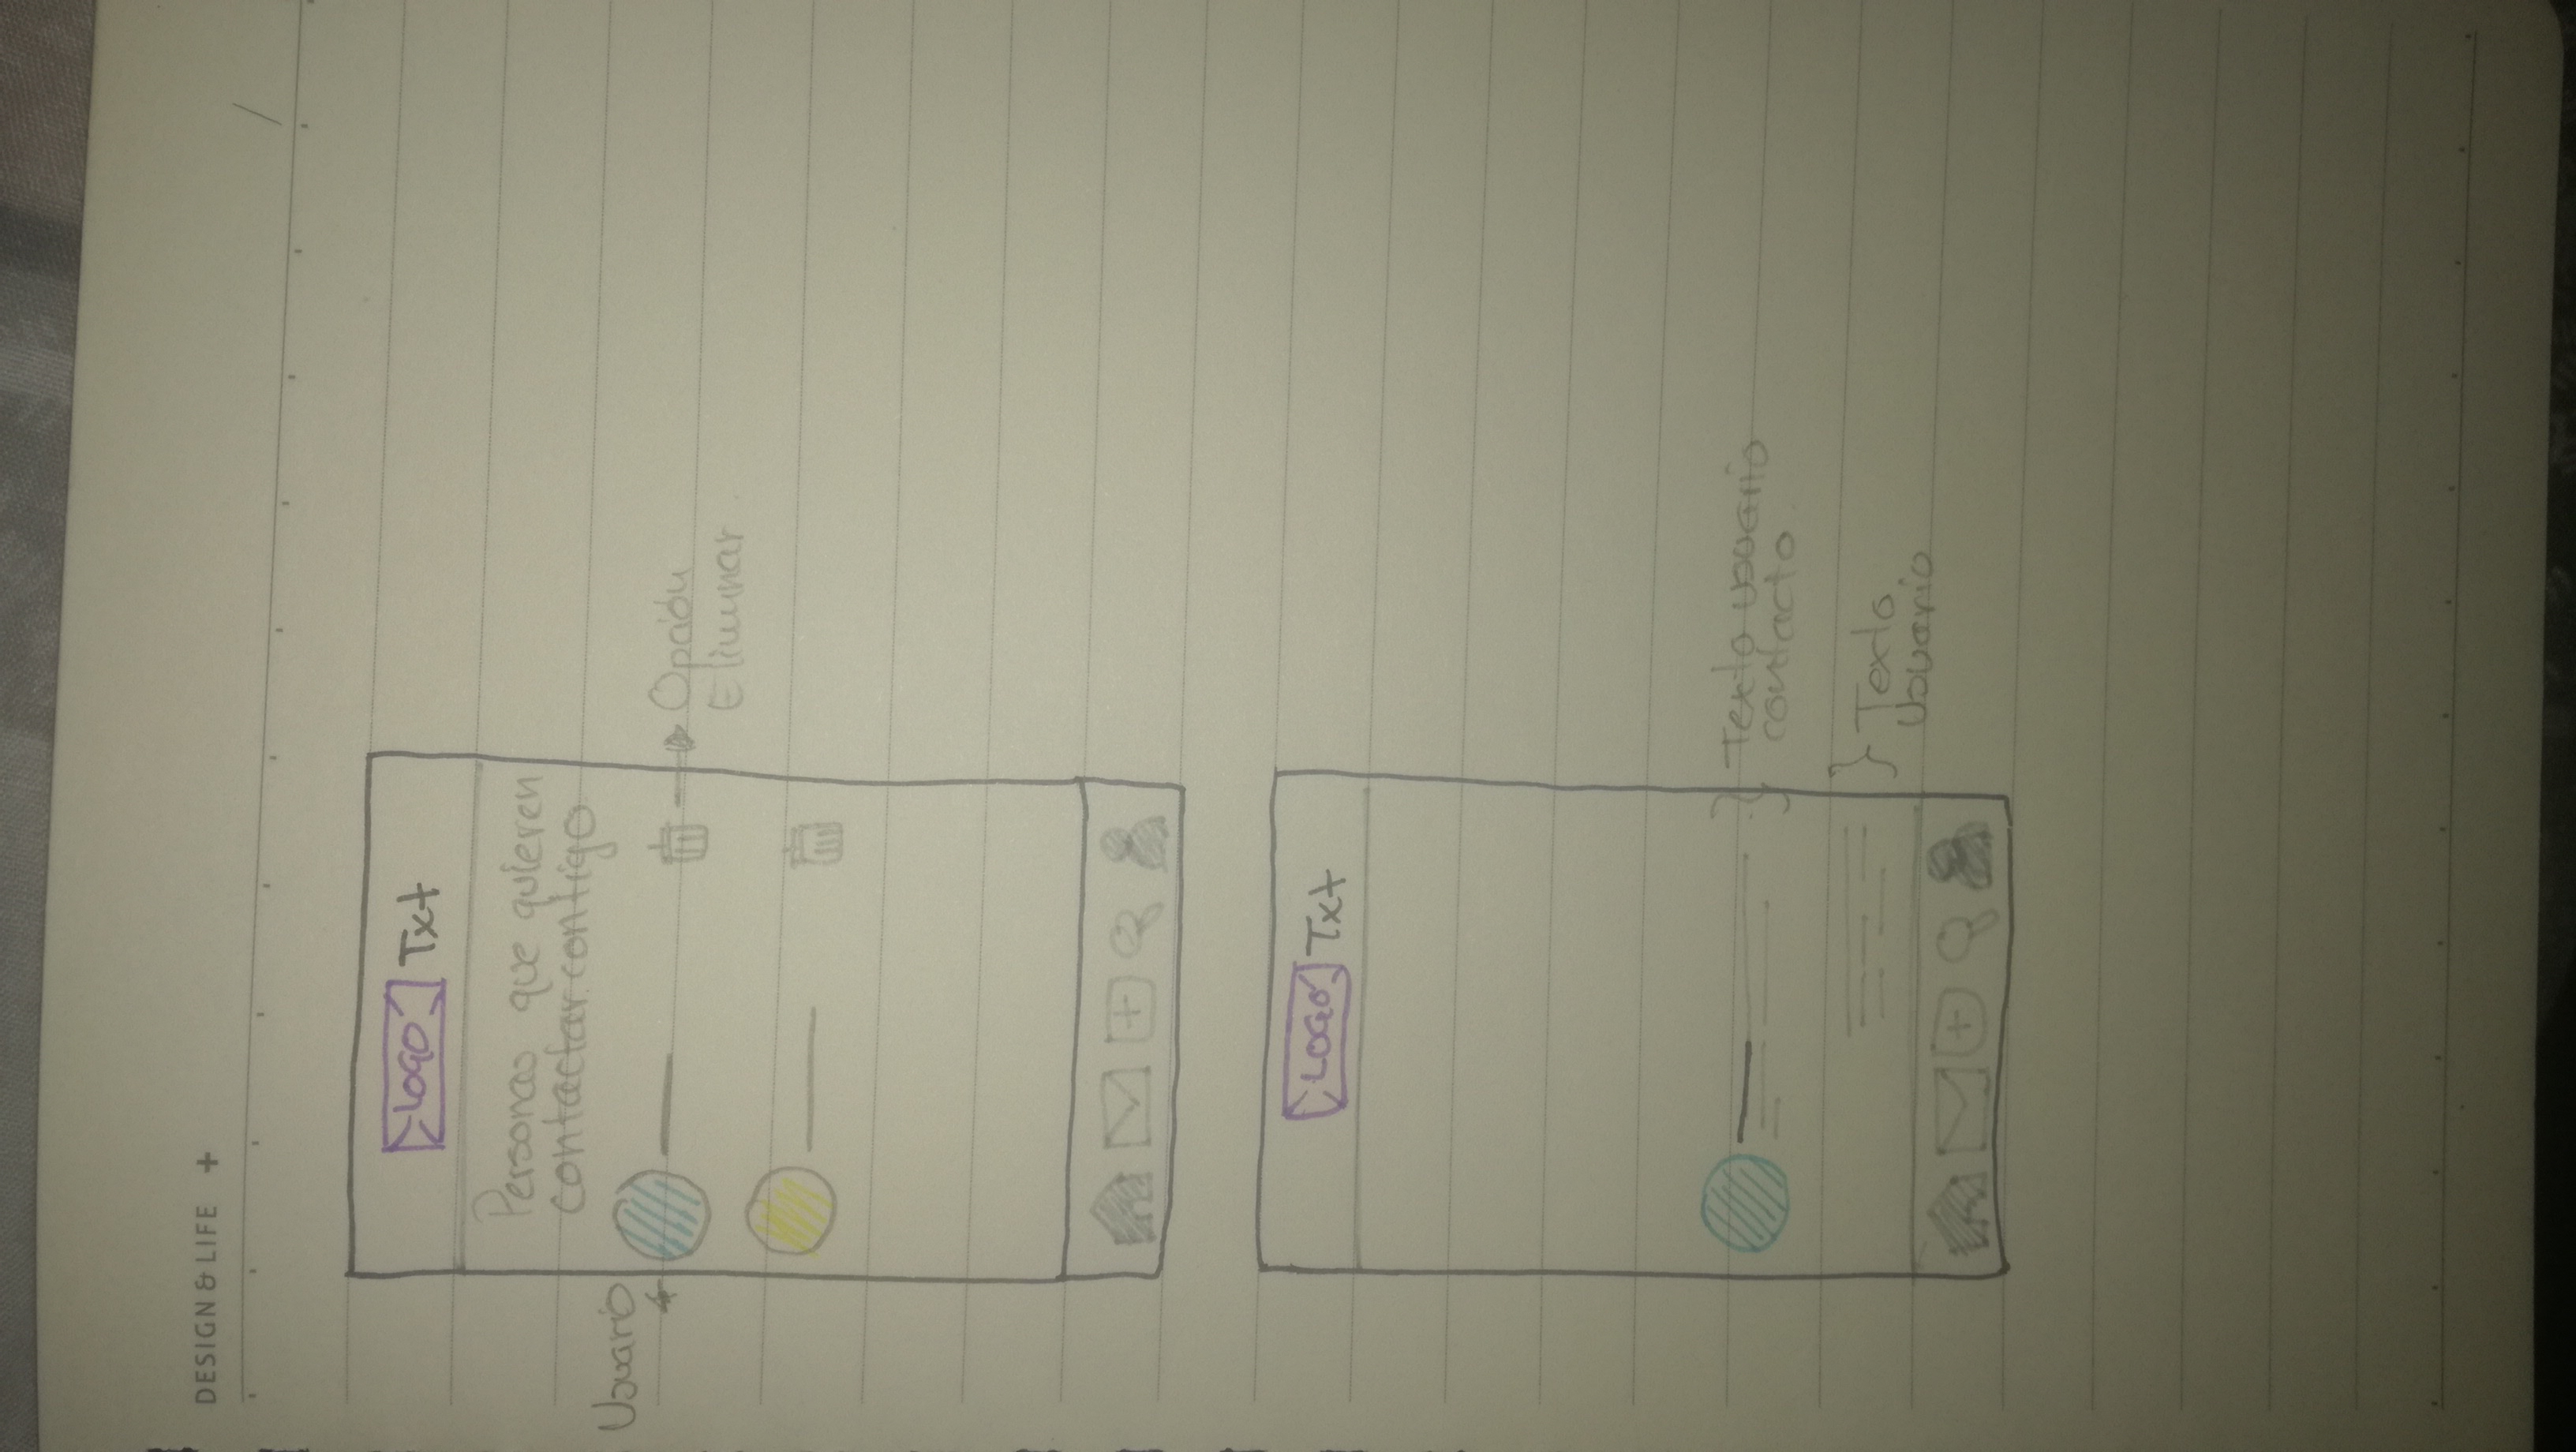 DESIGN & LIFE +
LOGO Txt
Personas que quieren
contactar contigo
Usuario
Opción
Eliminar
LOGO Txt
Texto usuario
contacto.
Texto
Usuario